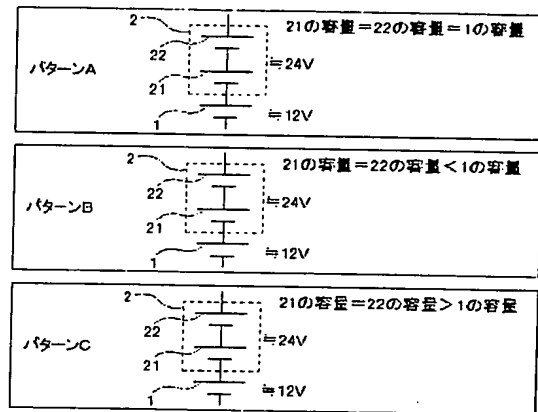 2
21の容量＝22の容量＝1の容量
22
≒24V
パターンA
21
1
≒12V
2
21の容量＝22の容量＜1の容量
22
≒24V
パターンB
21
1
≒12V
2
21の容量＝22の容量＞1の容量
22
≒24V
パターンC
21
1
≒12V